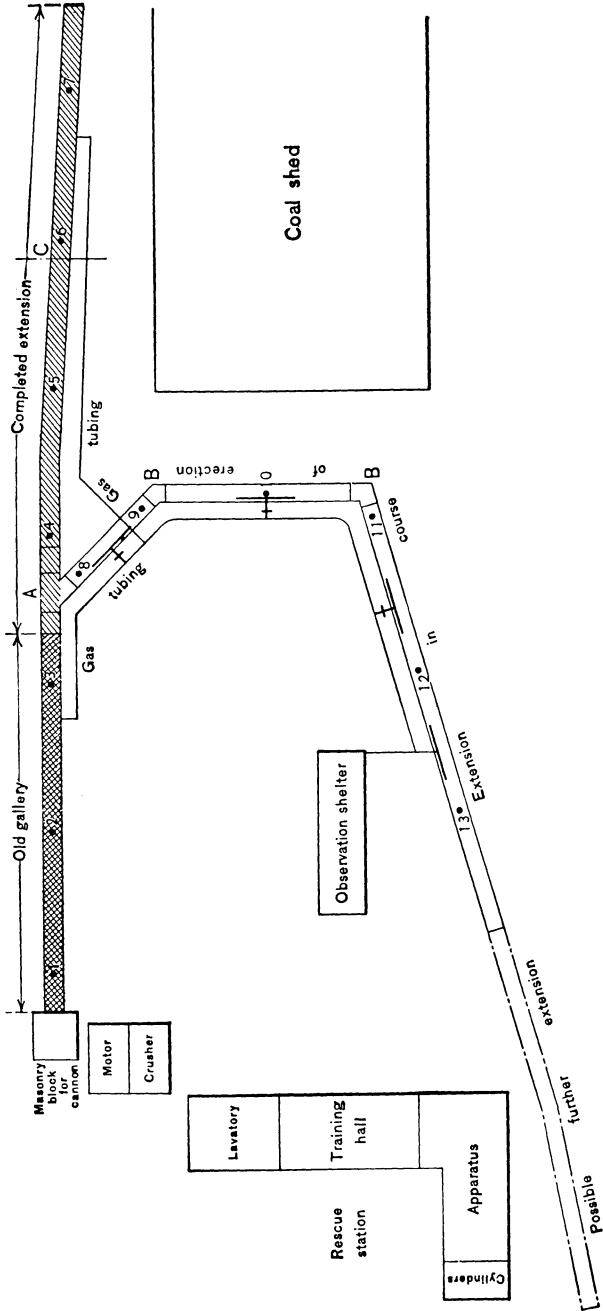 Old gallery
Completed extension
A
C
1
2
3
4
5
6
7
Masonry
block
for
cannon
Motor
Crusher
Gas
tubing
Gas
tubing
8
9
B
erection
0
of
B
11
course
in
12
Extension
13
extension
further
Possible
Coal shed
Observation shelter
Lavatory
Training
hall
Rescue
station
Apparatus
Cylinders